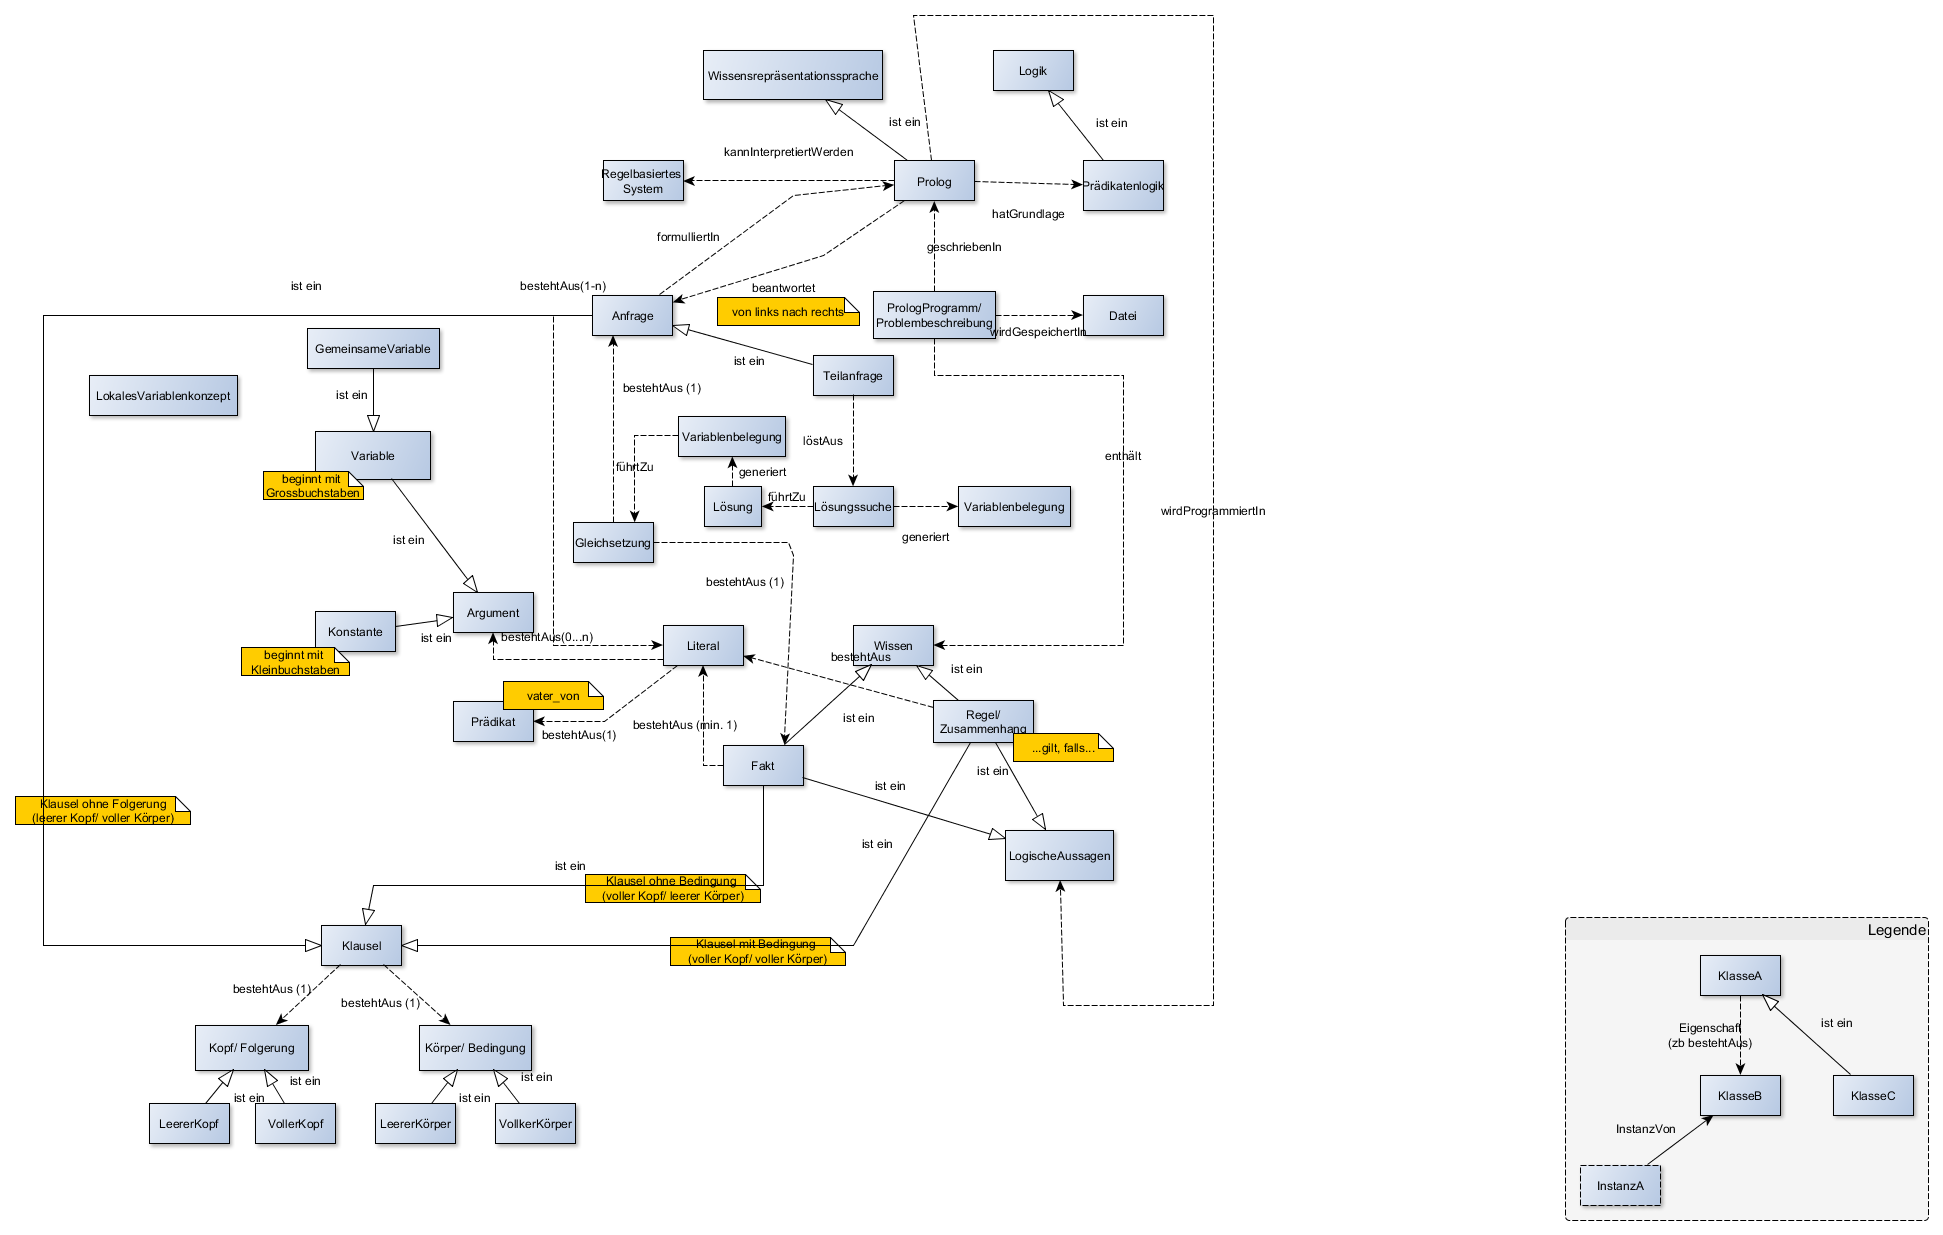 Wissensrepräsentationssprache
Logik
ist ein
ist ein
kannInterpretiertWerden
Regelbasiertes
System
Prolog
Prädikatenlogik
hatGrundlage
formulliertIn
geschriebenIn
ist ein
bestehtAus(1-n)
beantwortet
Anfrage
von links nach rechts
PrologProgramm/
Problembeschreibung
Datei
wirdGespeichertIn
GemeinsameVariable
ist ein
Teilanfrage
LokalesVariablenkonzept
ist ein
bestehtAus (1)
Variablenbelegung
löstAus
Variable
enthält
führtZu
generiert
beginnt mit
Grossbuchstaben
führtZu
Lösung
Lösungssuche
Variablenbelegung
wirdProgrammiertIn
generiert
ist ein
Gleichsetzung
bestehtAus (1)
Argument
Konstante
ist ein
bestehtAus(0...n)
Literal
Wissen
bestehtAus
beginnt mit
Kleinbuchstaben
ist ein
vater_von
Prädikat
bestehtAus(1)
bestehtAus (min. 1)
ist ein
Regel/
Zusammenhang
...gilt, falls...
Fakt
ist ein
ist ein
Klausel ohne Folgerung
(leerer Kopf/ voller Körper)
ist ein
LogischeAussagen
ist ein
Klausel ohne Bedingung
(voller Kopf/ leerer Körper)
Klausel
Klausel mit Bedingung
(voller Kopf/ voller Körper)
bestehtAus (1)
bestehtAus (1)
Kopf/ Folgerung
Körper/ Bedingung
ist ein
ist ein
ist ein
ist ein
LeererKopf
VollerKopf
LeererKörper
VollkerKörper
Legende
KlasseA
Eigenschaft
(zb bestehtAus)
ist ein
KlasseB
KlasseC
InstanzVon
InstanzA